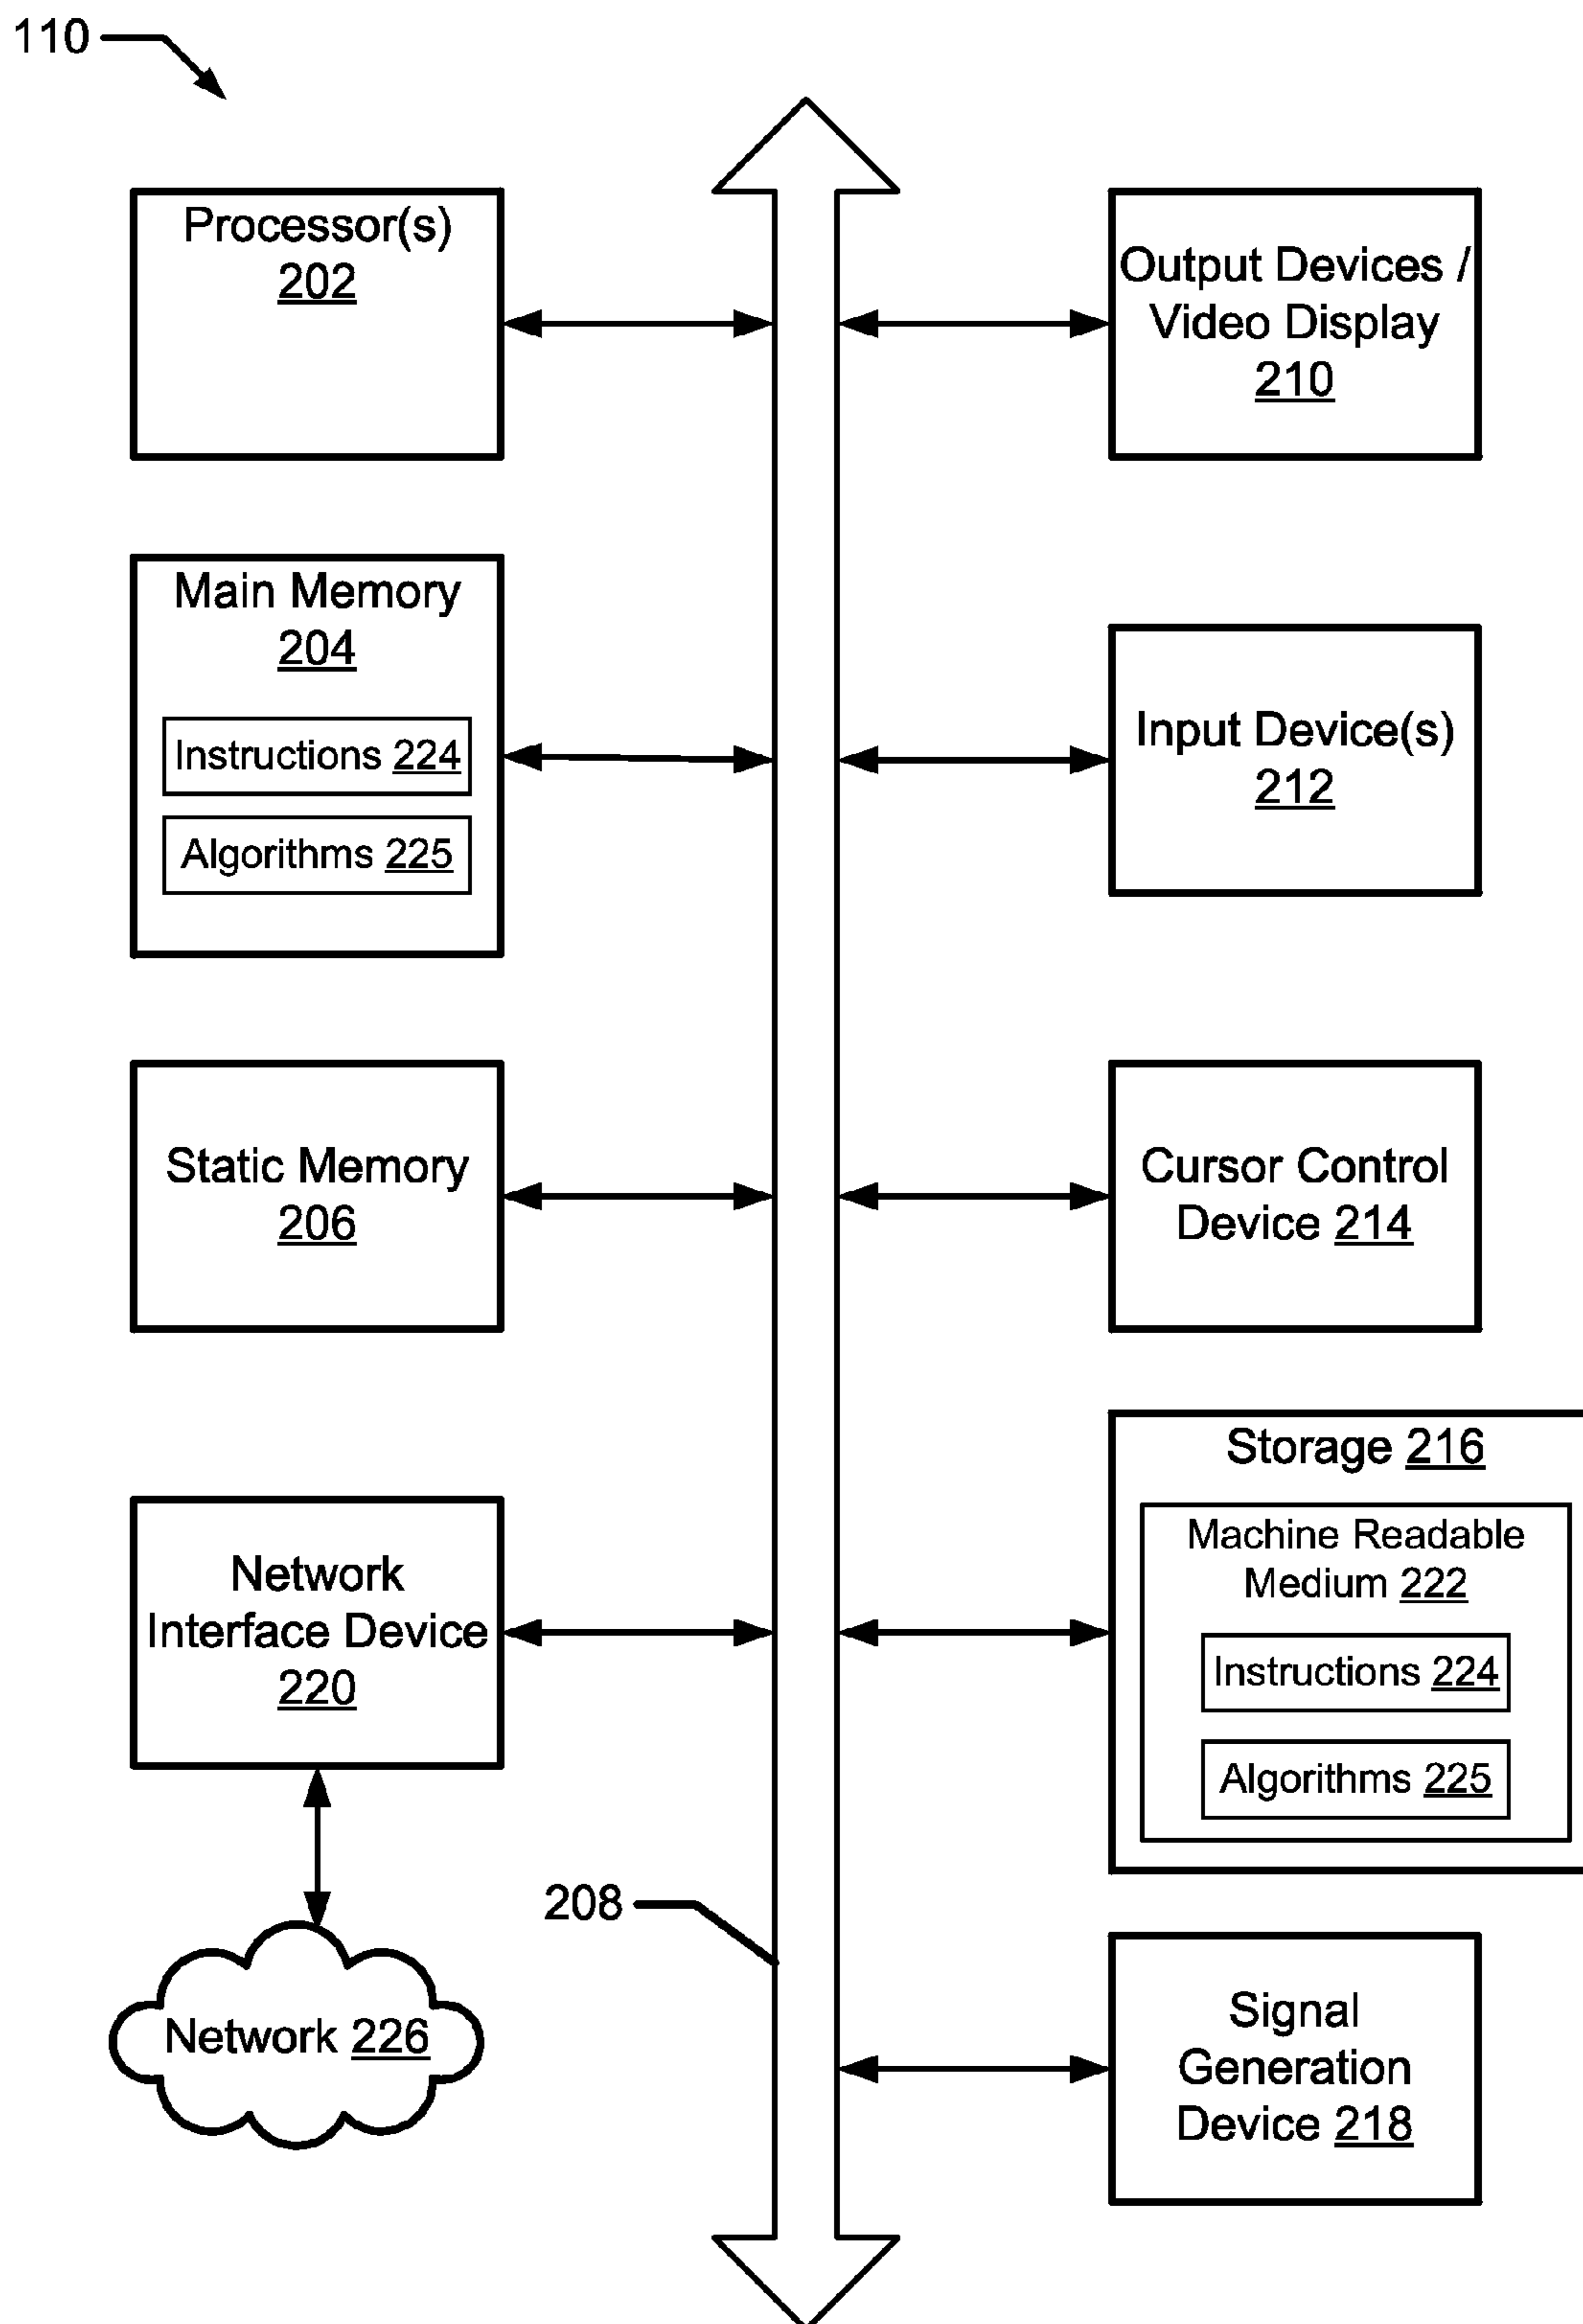 110
Processor(s)
202
Main Memory
204
Instructions 224
Algorithms 225
Static Memory
206
Network
Interface Device
220
Network 226
208
Output Devices /
Video Display
210
Input Device(s)
212
Cursor Control
Device 214
Storage 216
Machine Readable
Medium 222
Instructions 224
Algorithms 225
Signal
Generation
Device 218